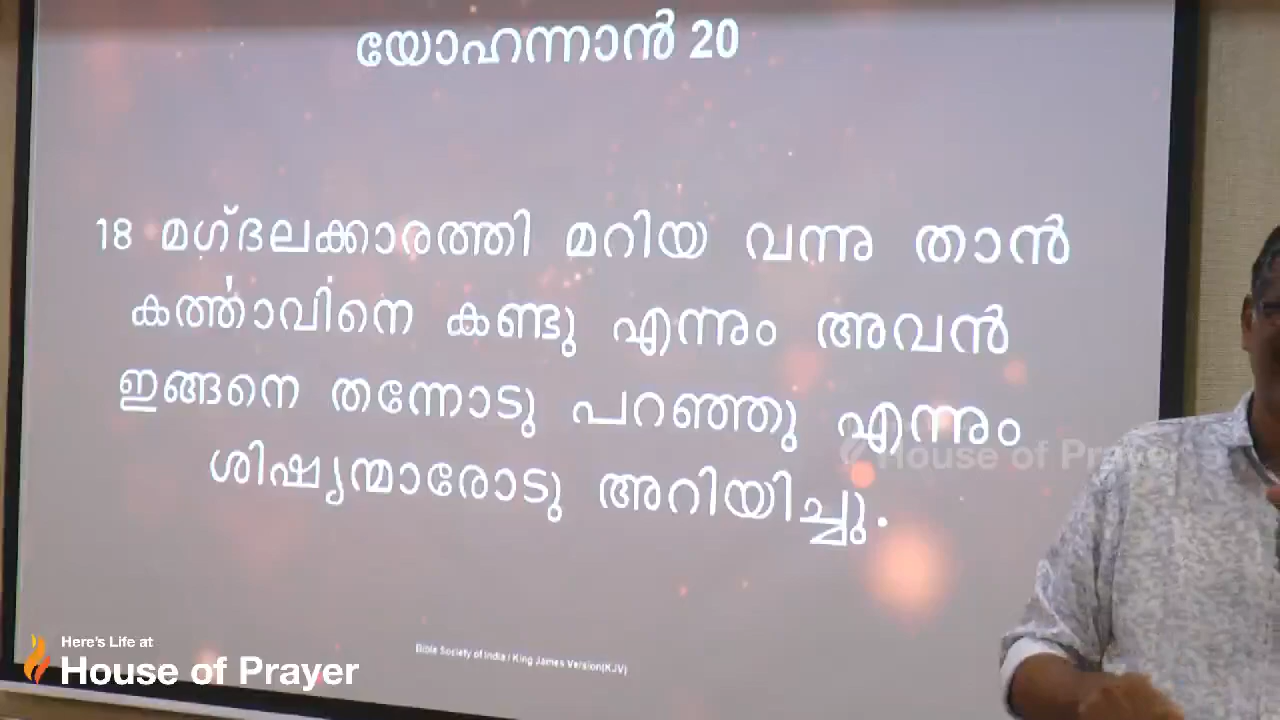 യോഹന്നാൻ 20
18 മഗ്ദലക്കാരത്തി മറിയ വന്നു താൻ
കർത്താവിനെ കണ്ടു എന്നും അവൻ
ഇങ്ങനെ തന്നോടു പറഞ്ഞു എന്നും
ശിഷ്യന്മാരോടു അറിയിച്ചു.
House of Prayer
Bible Society of India / King James Version(KJV)
Here's Life at
House of Prayer